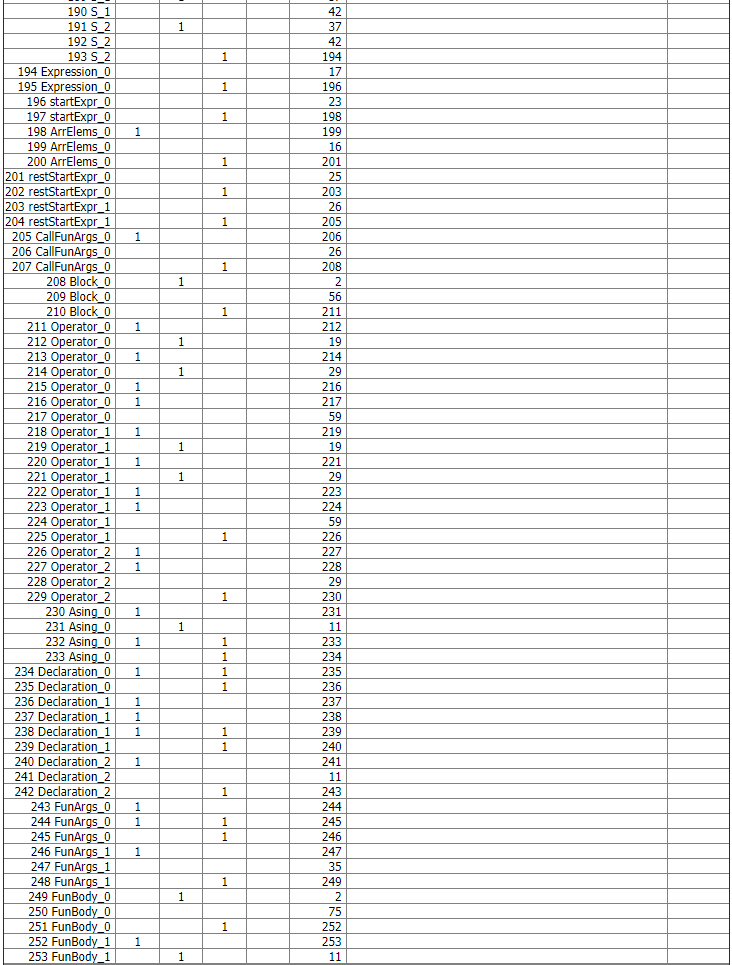 190 S_1 42
191 S_2 1 37
192 S_2 42
193 S_2 1 194
194 Expression_0 17
195 Expression_0 1 196
196 startExpr_0 23
197 startExpr_0 1 198
198 ArrElems_0 1 199
199 ArrElems_0 16
200 ArrElems_0 1 201
201 restStartExpr_0 25
202 restStartExpr_0 1 203
203 restStartExpr_1 26
204 restStartExpr_1 1 205
205 CallFunArgs_0 1 206
206 CallFunArgs_0 26
207 CallFunArgs_0 1 208
208 Block_0 1 2
209 Block_0 56
210 Block_0 1 211
211 Operator_0 1 212
212 Operator_0 1 19
213 Operator_0 1 214
214 Operator_0 1 29
215 Operator_0 1 216
216 Operator_0 1 217
217 Operator_0 59
218 Operator_1 1 219
219 Operator_1 1 19
220 Operator_1 1 221
221 Operator_1 1 29
222 Operator_1 1 223
223 Operator_1 1 224
224 Operator_1 59
225 Operator_1 1 226
226 Operator_2 1 227
227 Operator_2 1 228
228 Operator_2 29
229 Operator_2 1 230
230 Asing_0 1 231
231 Asing_0 1 11
232 Asing_0 1 1 233
233 Asing_0 1 234
234 Declaration_0 1 1 235
235 Declaration_0 1 236
236 Declaration_1 1 237
237 Declaration_1 1 238
238 Declaration_1 1 1 239
239 Declaration_1 1 240
240 Declaration_2 1 241
241 Declaration_2 11
242 Declaration_2 1 243
243 FunArgs_0 1 244
244 FunArgs_0 1 1 245
245 FunArgs_0 1 246
246 FunArgs_1 1 247
247 FunArgs_1 35
248 FunArgs_1 1 249
249 FunBody_0 1 2
250 FunBody_0 75
251 FunBody_0 1 252
252 FunBody_1 1 253
253 FunBody_1 1 11